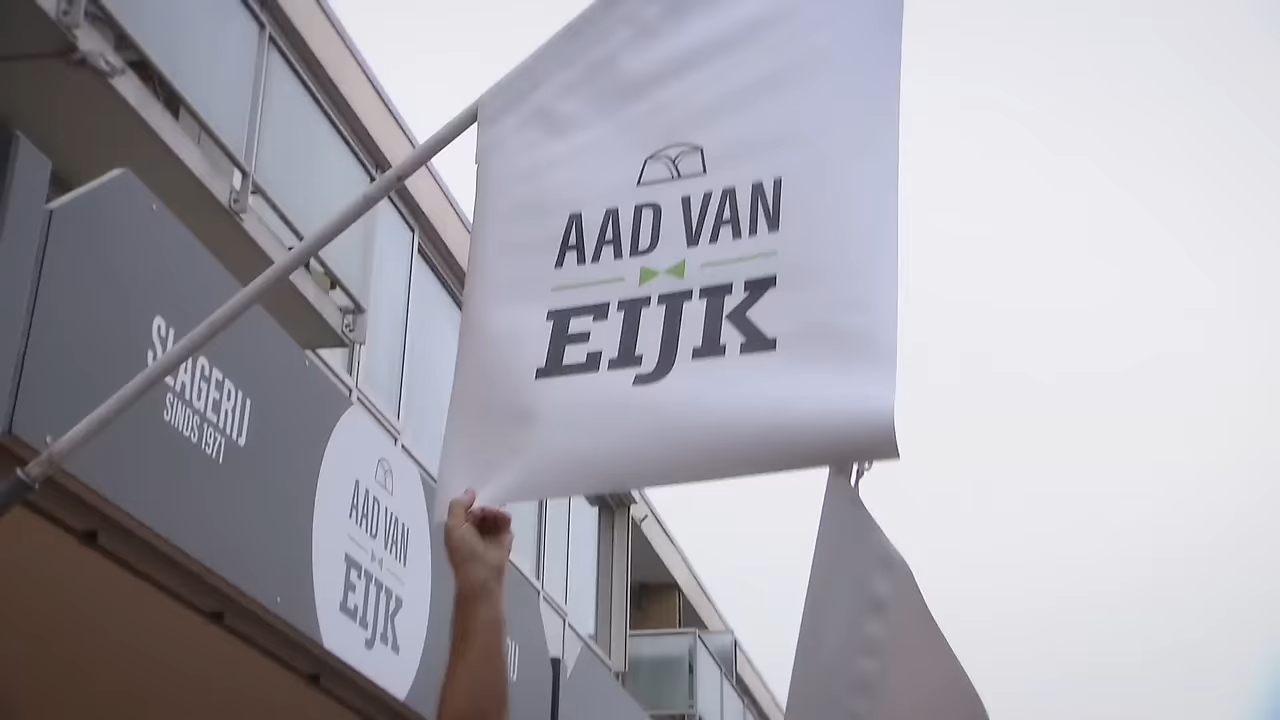 AAD VAN
EIJK
SLAGERIJ
SINDS 1971
AAD VAN
EIJK